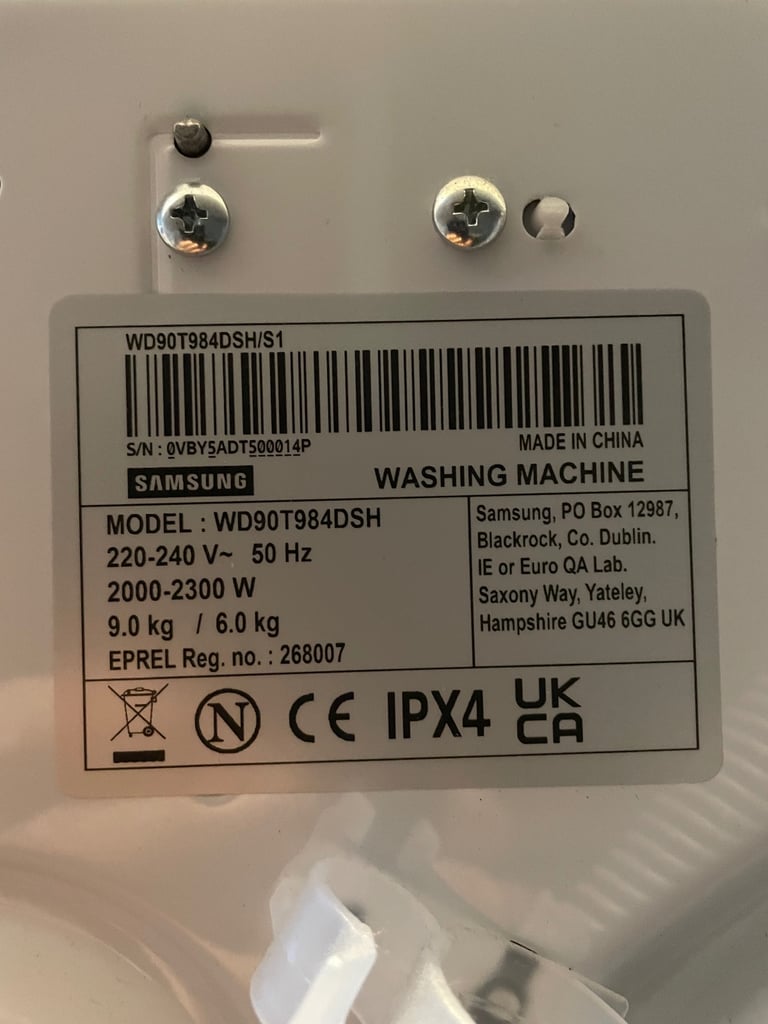 WD90T984DSH/S1
S/N : 0VBY5ADT500014P
MADE IN CHINA
SAMSUNG
WASHING MACHINE
MODEL : WD90T984DSH
220-240 V~ 50 Hz
2000-2300 W
9.0 kg / 6.0 kg
EPREL Reg. no. : 268007
Samsung, PO Box 12987,
Blackrock, Co. Dublin.
IE or Euro QA Lab.
Saxony Way, Yateley,
Hampshire GU46 6GG UK
N CE IPX4 UK
CA